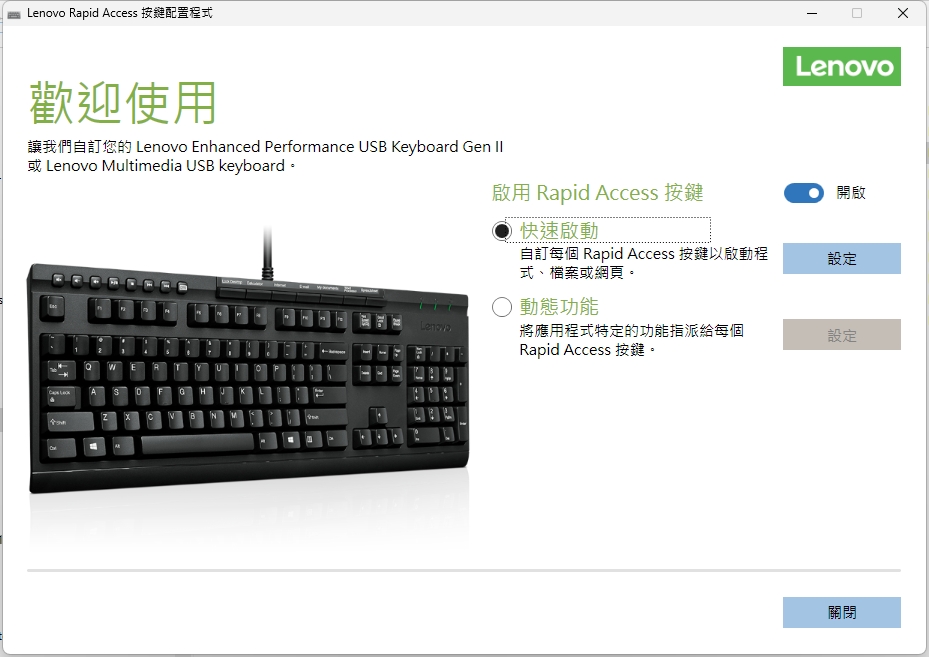 Lenovo Rapid Access 按鍵配置程式
Lenovo
歡迎使用
讓我們自訂您的 Lenovo Enhanced Performance USB Keyboard Gen II
或 Lenovo Multimedia USB keyboard。
啟用 Rapid Access 按鍵
開啟
快速啟動
自訂每個 Rapid Access 按鍵以啟動程
式、檔案或網頁。
設定
動態功能
將應用程式特定的功能指派給每個
Rapid Access 按鍵。
設定
Lenovo
Q W E R T Y U I O P
Caps Lock A S D F G H J K L
Z X C V B N M
關閉